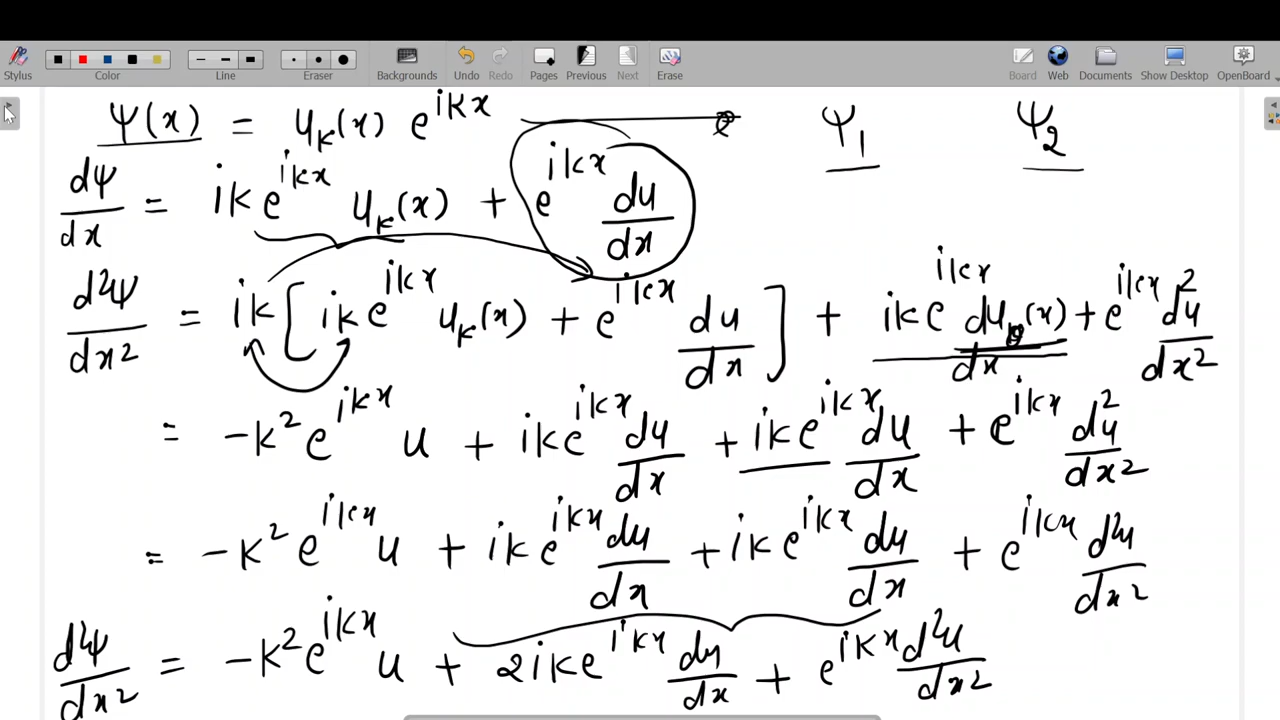 Stylus Color Line Eraser Backgrounds Undo Redo Pages Previous Next Erase Board Web Documents Show Desktop OpenBoard
ψ(x) = u_k(x) e^{ikx} ψ₁ ψ₂
dψ/dx = ik e^{ikx} u_k(x) + e^{ikx} du/dx
d²ψ/dx² = ik [ ik e^{ikx} u_k(x) + e^{ikx} du/dx ] + ik e^{ikx} du_k(x)/dx + e^{ikx} d²u/dx²
= -k² e^{ikx} u + ik e^{ikx} du/dx + ik e^{ikx} du/dx + e^{ikx} d²u/dx²
= -k² e^{ikx} u + ik e^{ikx} du/dx + ik e^{ikx} du/dx + e^{ikx} d²u/dx²
d²ψ/dx² = -k² e^{ikx} u + 2ik e^{ikx} du/dx + e^{ikx} d²u/dx²